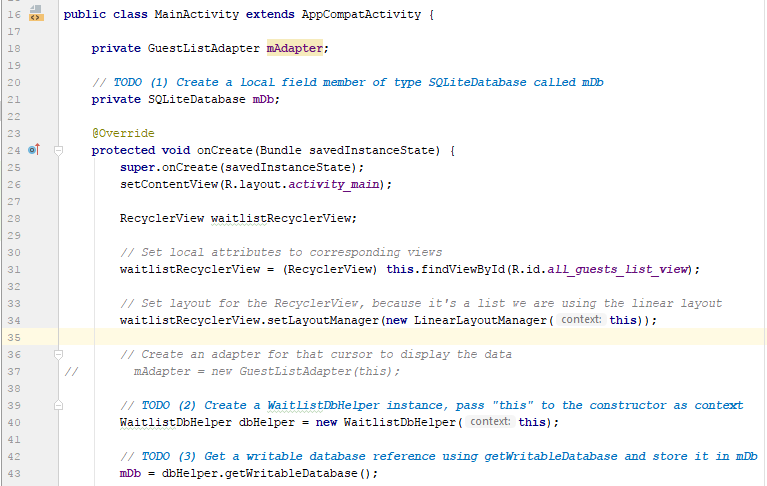 16 public class MainActivity extends AppCompatActivity {
17
18 private GuestListAdapter mAdapter;
19
20 // TODO (1) Create a local field member of type SQLiteDatabase called mDb
21 private SQLiteDatabase mDb;
22
23 @Override
24 protected void onCreate(Bundle savedInstanceState) {
25 super.onCreate(savedInstanceState);
26 setContentView(R.layout.activity_main);
27
28 RecyclerView waitlistRecyclerView;
29
30 // Set local attributes to corresponding views
31 waitlistRecyclerView = (RecyclerView) this.findViewById(R.id.all_guests_list_view);
32
33 // Set layout for the RecyclerView, because it's a list we are using the linear layout
34 waitlistRecyclerView.setLayoutManager(new LinearLayoutManager( context: this));
35
36 // Create an adapter for that cursor to display the data
37 // mAdapter = new GuestListAdapter(this);
38
39 // TODO (2) Create a WaitlistDbHelper instance, pass "this" to the constructor as context
40 WaitlistDbHelper dbHelper = new WaitlistDbHelper( context: this);
41
42 // TODO (3) Get a writable database reference using getWritableDatabase and store it in mDb
43 mDb = dbHelper.getWritableDatabase();